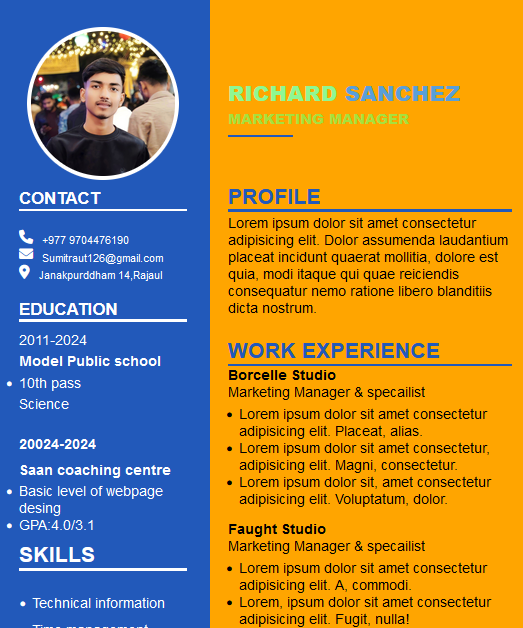 CONTACT
+977 9704476190
Sumitraut126@gmail.com
Janakpurddham 14,Rajaul
EDUCATION
2011-2024
Model Public school
10th pass
Science
20024-2024
Saan coaching centre
Basic level of webpage
desing
GPA:4.0/3.1
SKILLS
Technical information
Time management
RICHARD SANCHEZ
MARKETING MANAGER
PROFILE
Lorem ipsum dolor sit amet consectetur
adipisicing elit. Dolor assumenda laudantium
placeat incidunt quaerat mollitia, dolore est
quia, modi itaque qui quae reiciendis
consequatur nemo ratione libero blanditiis
dicta nostrum.
WORK EXPERIENCE
Borcelle Studio
Marketing Manager & specailist
Lorem ipsum dolor sit amet consectetur
adipisicing elit. Placeat, alias.
Lorem ipsum dolor sit amet consectetur,
adipisicing elit. Magni, consectetur.
Lorem ipsum dolor sit, amet consectetur
adipisicing elit. Voluptatum, dolor.
Faught Studio
Marketing Manager & specailist
Lorem ipsum dolor sit amet consectetur
adipisicing elit. A, commodi.
Lorem, ipsum dolor sit amet consectetur
adipisicing elit. Fugit, nulla!